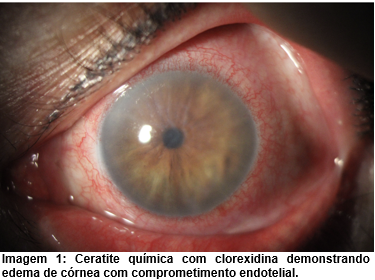 Imagem 1: Ceratite química com clorexidina demonstrando
edema de córnea com comprometimento endotelial.